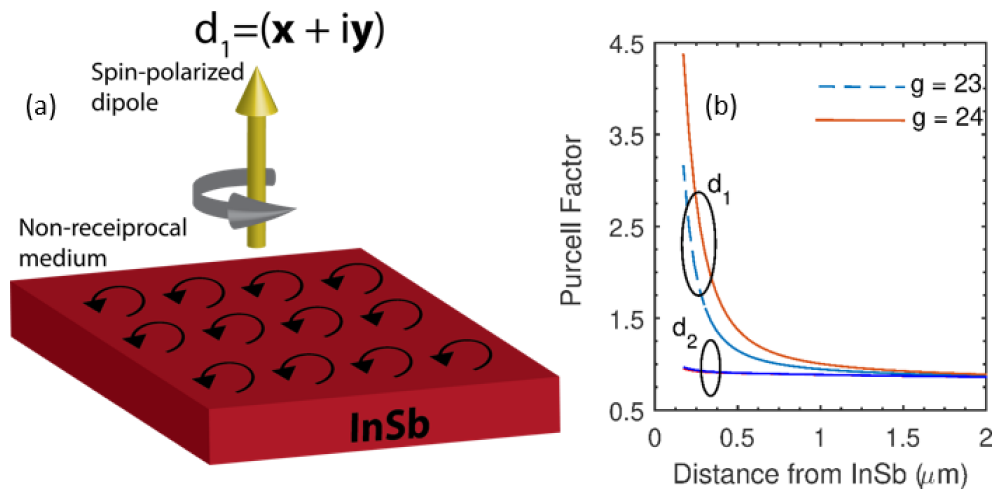 d₁=(x + iy)
Spin-polarized
dipole
(a)
Non-receiprocal
medium
InSb
(b)
g = 23
g = 24
d₁
d₂
Purcell Factor
4.5
3.5
2.5
1.5
0.5
0
0.5
1
1.5
2
Distance from InSb (μm)